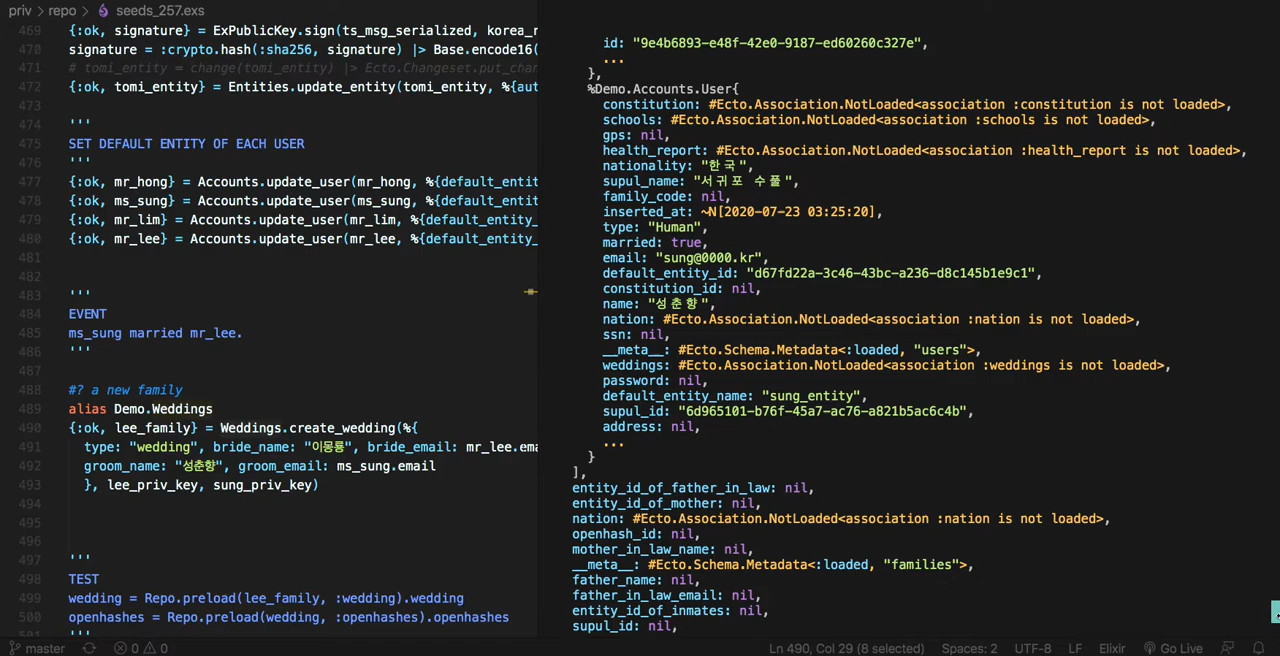 priv > repo > seeds_257.exs
469 {:ok, signature} = ExPublicKey.sign(ts_msg_serialized, korea_r
470 signature = :crypto.hash(:sha256, signature) |> Base.encode16(
471 # tomi_entity = change(tomi_entity) |> Ecto.Changeset.put_chan
472 {:ok, tomi_entity} = Entities.update_entity(tomi_entity, %{aut
473
474 '''
475 SET DEFAULT ENTITY OF EACH USER
476 '''
477 {:ok, mr_hong} = Accounts.update_user(mr_hong, %{default_entit
478 {:ok, ms_sung} = Accounts.update_user(ms_sung, %{default_entit
479 {:ok, mr_lim} = Accounts.update_user(mr_lim, %{default_entity_
480 {:ok, mr_lee} = Accounts.update_user(mr_lee, %{default_entity_
481
482
483 '''
484 EVENT
485 ms_sung married mr_lee.
486 '''
487
488 #? a new family
489 alias Demo.Weddings
490 {:ok, lee_family} = Weddings.create_wedding(%{
491 type: "wedding", bride_name: "이몽룡", bride_email: mr_lee.ema
492 groom_name: "성춘향", groom_email: ms_sung.email
493 }, lee_priv_key, sung_priv_key)
494
495
496
497 '''
498 TEST
499 wedding = Repo.preload(lee_family, :wedding).wedding
500 openhashes = Repo.preload(wedding, :openhashes).openhashes
501 '''
id: "9e4b6893-e48f-42e0-9187-ed60260c327e",
...
},
%Demo.Accounts.User{
constitution: #Ecto.Association.NotLoaded<association :constitution is not loaded>,
schools: #Ecto.Association.NotLoaded<association :schools is not loaded>,
gps: nil,
health_report: #Ecto.Association.NotLoaded<association :health_report is not loaded>,
nationality: "한국",
supul_name: "서귀포 수풀",
family_code: nil,
inserted_at: ~N[2020-07-23 03:25:20],
type: "Human",
married: true,
email: "sung@0000.kr",
default_entity_id: "d67fd22a-3c46-43bc-a236-d8c145b1e9c1",
constitution_id: nil,
name: "성춘향",
nation: #Ecto.Association.NotLoaded<association :nation is not loaded>,
ssn: nil,
__meta__: #Ecto.Schema.Metadata<:loaded, "users">,
weddings: #Ecto.Association.NotLoaded<association :weddings is not loaded>,
password: nil,
default_entity_name: "sung_entity",
supul_id: "6d965101-b76f-45a7-ac76-a821b5ac6c4b",
address: nil,
...
}
],
entity_id_of_father_in_law: nil,
entity_id_of_mother: nil,
nation: #Ecto.Association.NotLoaded<association :nation is not loaded>,
openhash_id: nil,
mother_in_law_name: nil,
__meta__: #Ecto.Schema.Metadata<:loaded, "families">,
father_name: nil,
father_in_law_email: nil,
entity_id_of_inmates: nil,
supul_id: nil,
master 0 0 Ln 490, Col 29 (8 selected) Spaces: 2 UTF-8 LF Elixir Go Live